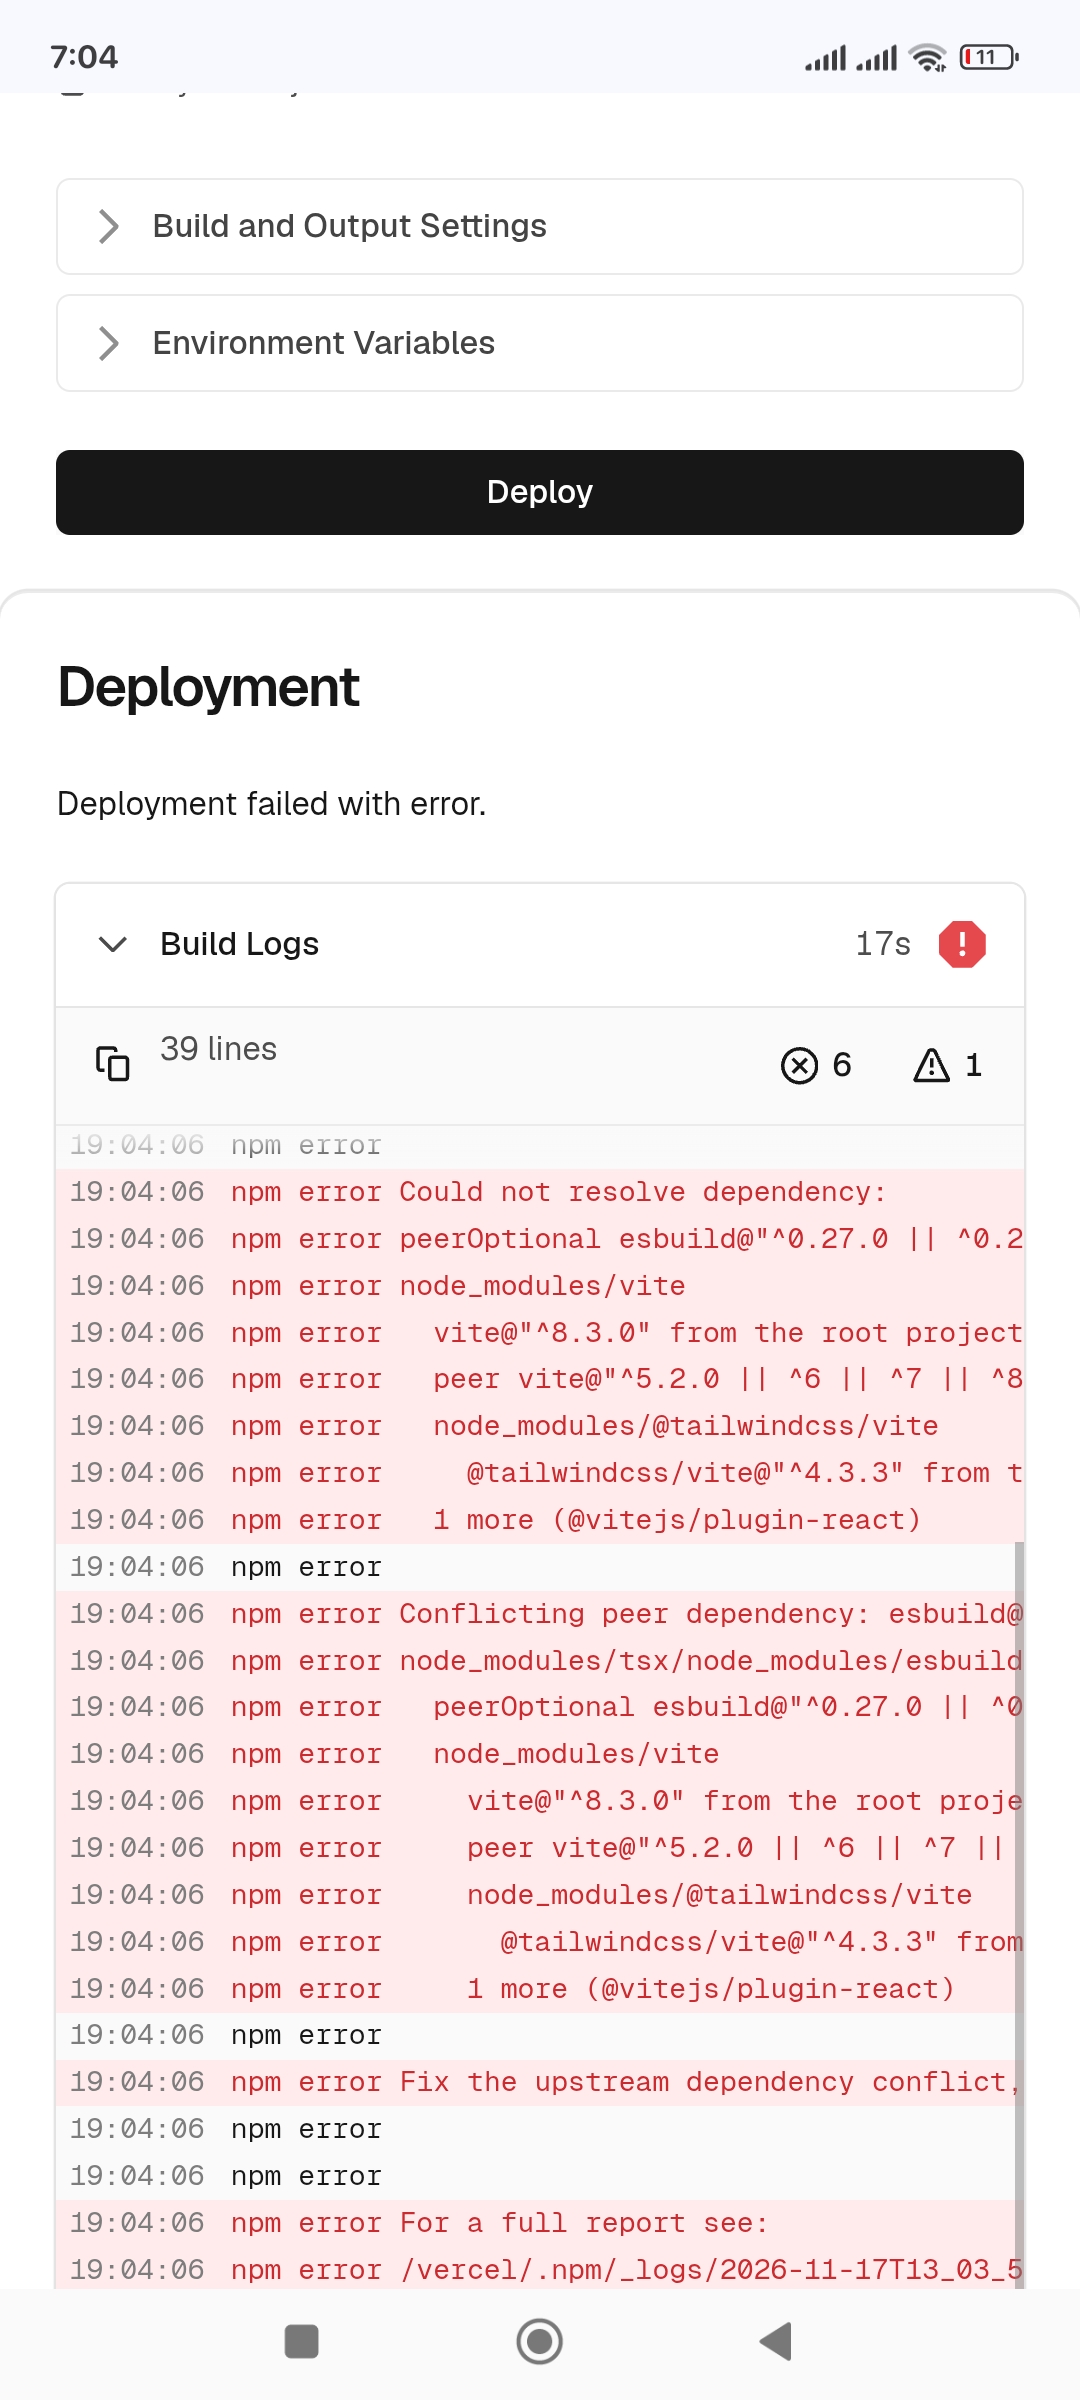 7:04
11
Build and Output Settings
Environment Variables
Deploy
Deployment
Deployment failed with error.
Build Logs 17s
39 lines 6 1
19:04:06 npm error
19:04:06 npm error Could not resolve dependency:
19:04:06 npm error peerOptional esbuild@"^0.27.0 || ^0.2
19:04:06 npm error node_modules/vite
19:04:06 npm error   vite@"^8.3.0" from the root project
19:04:06 npm error   peer vite@"^5.2.0 || ^6 || ^7 || ^8
19:04:06 npm error   node_modules/@tailwindcss/vite
19:04:06 npm error     @tailwindcss/vite@"^4.3.3" from t
19:04:06 npm error   1 more (@vitejs/plugin-react)
19:04:06 npm error
19:04:06 npm error Conflicting peer dependency: esbuild@
19:04:06 npm error node_modules/tsx/node_modules/esbuild
19:04:06 npm error   peerOptional esbuild@"^0.27.0 || ^0
19:04:06 npm error   node_modules/vite
19:04:06 npm error     vite@"^8.3.0" from the root proje
19:04:06 npm error     peer vite@"^5.2.0 || ^6 || ^7 ||
19:04:06 npm error     node_modules/@tailwindcss/vite
19:04:06 npm error       @tailwindcss/vite@"^4.3.3" from
19:04:06 npm error     1 more (@vitejs/plugin-react)
19:04:06 npm error
19:04:06 npm error Fix the upstream dependency conflict,
19:04:06 npm error
19:04:06 npm error
19:04:06 npm error For a full report see:
19:04:06 npm error /vercel/.npm/_logs/2026-11-17T13_03_5